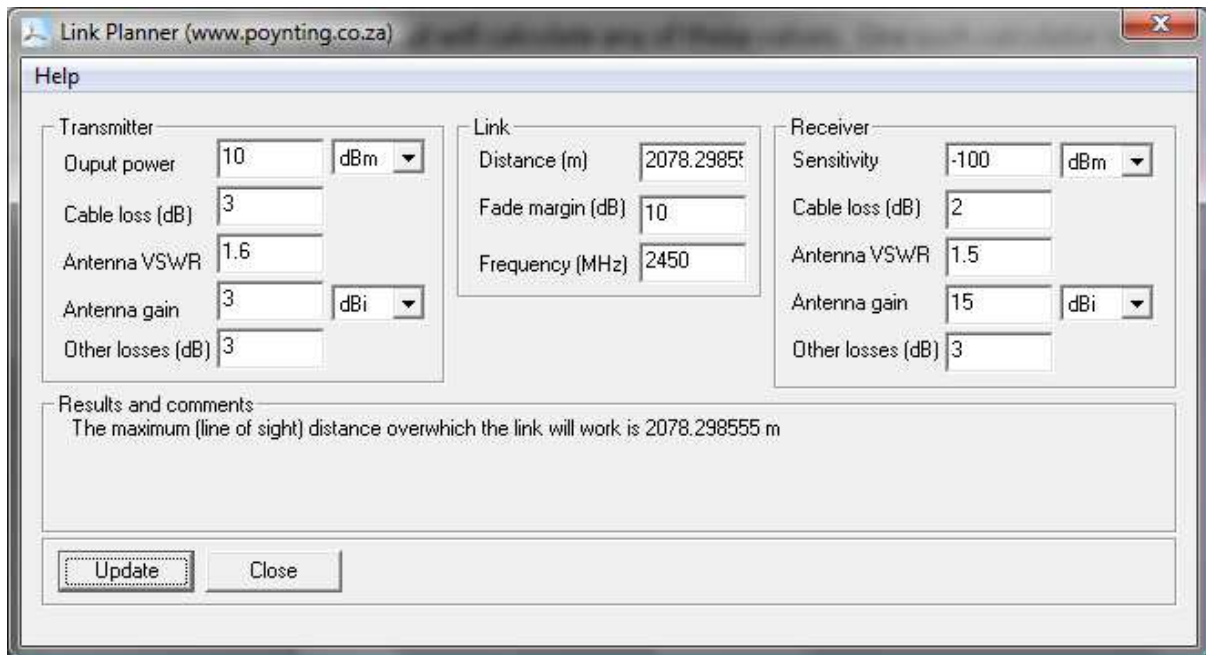 Link Planner (www.poynting.co.za)
Help
Transmitter
Ouput power 10 dBm
Cable loss (dB) 3
Antenna VSWR 1.6
Antenna gain 3 dBi
Other losses (dB) 3
Link
Distance (m) 2078.29855
Fade margin (dB) 10
Frequency (MHz) 2450
Receiver
Sensitivity -100 dBm
Cable loss (dB) 2
Antenna VSWR 1.5
Antenna gain 15 dBi
Other losses (dB) 3
Results and comments
The maximum (line of sight) distance overwhich the link will work is 2078.298555 m
Update Close